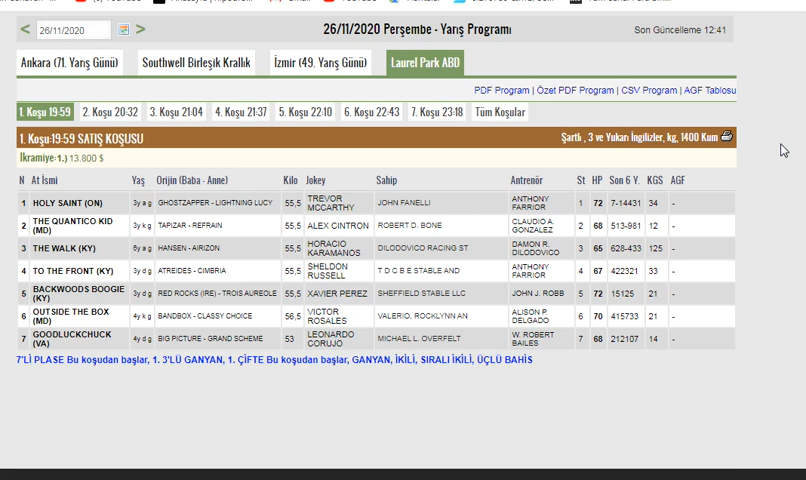 26/11/2020
26/11/2020 Perşembe - Yarış Programı
Son Güncelleme 12:41
Ankara (71. Yarış Günü) Southwell Birleşik Krallık İzmir (49. Yarış Günü) Laurel Park ABD
PDF Program | Özet PDF Program | CSV Program | AGF Tablosu
1. Koşu 19:59 2. Koşu 20:32 3. Koşu 21:04 4. Koşu 21:37 5. Koşu 22:10 6. Koşu 22:43 7. Koşu 23:18 Tüm Koşular
1. Koşu:19:59 SATIŞ KOŞUSU Şartlı , 3 ve Yukarı İngilizler, kg, 1400 Kum
İkramiye: 1.) 13.800 $
N At İsmi Yaş Orijin (Baba - Anne) Kilo Jokey Sahip Antrenör St HP Son 6 Y. KGS AGF
1 HOLY SAINT (ON) 3y a g GHOSTZAPPER - LIGHTNING LUCY 55,5 TREVOR MCCARTHY JOHN FANELLI ANTHONY FARRIOR 1 72 7-14431 34 -
2 THE QUANTICO KID (MD) 3y d g TAPIZAR - REFRAIN 55,5 ALEX CINTRON ROBERT D. BONE CLAUDIO A. GONZALEZ 2 68 513-981 12 -
3 THE WALK (KY) 6y a g HANSEN - AIRIZON 55,5 HORACIO KARAMANOS DILODOVICO RACING ST DAMON R. DILODOVICO 3 65 628-433 125 -
4 TO THE FRONT (KY) 3y d g ATREIDES - CIMBRIA 55,5 SHELDON RUSSELL T D C B E STABLE AND ANTHONY FARRIOR 4 67 422321 33 -
5 BACKWOODS BOOGIE (KY) 3y d g RED ROCKS (IRE) - TROIS AUREOLE 55,5 XAVIER PEREZ SHEFFIELD STABLE LLC JOHN J. ROBB 5 72 15125 21 -
6 OUTSIDE THE BOX (MD) 4y k g BANDBOX - CLASSY CHOICE 56,5 VICTOR ROSALES VALERIO, ROCKLYNN AN ALISON P. DELGADO 6 70 415733 21 -
7 GOODLUCKCHUCK (VA) 4y d g BIG PICTURE - GRAND SCHEME 53 LEONARDO CORUJO MICHAEL L. OVERFELT W. ROBERT BAILES 7 68 212107 14 -
7'Lİ PLASE Bu koşudan başlar, 1. 3'LÜ GANYAN, 1. ÇİFTE Bu koşudan başlar, GANYAN, İKİLİ, SIRALI İKİLİ, ÜÇLÜ BAHİS